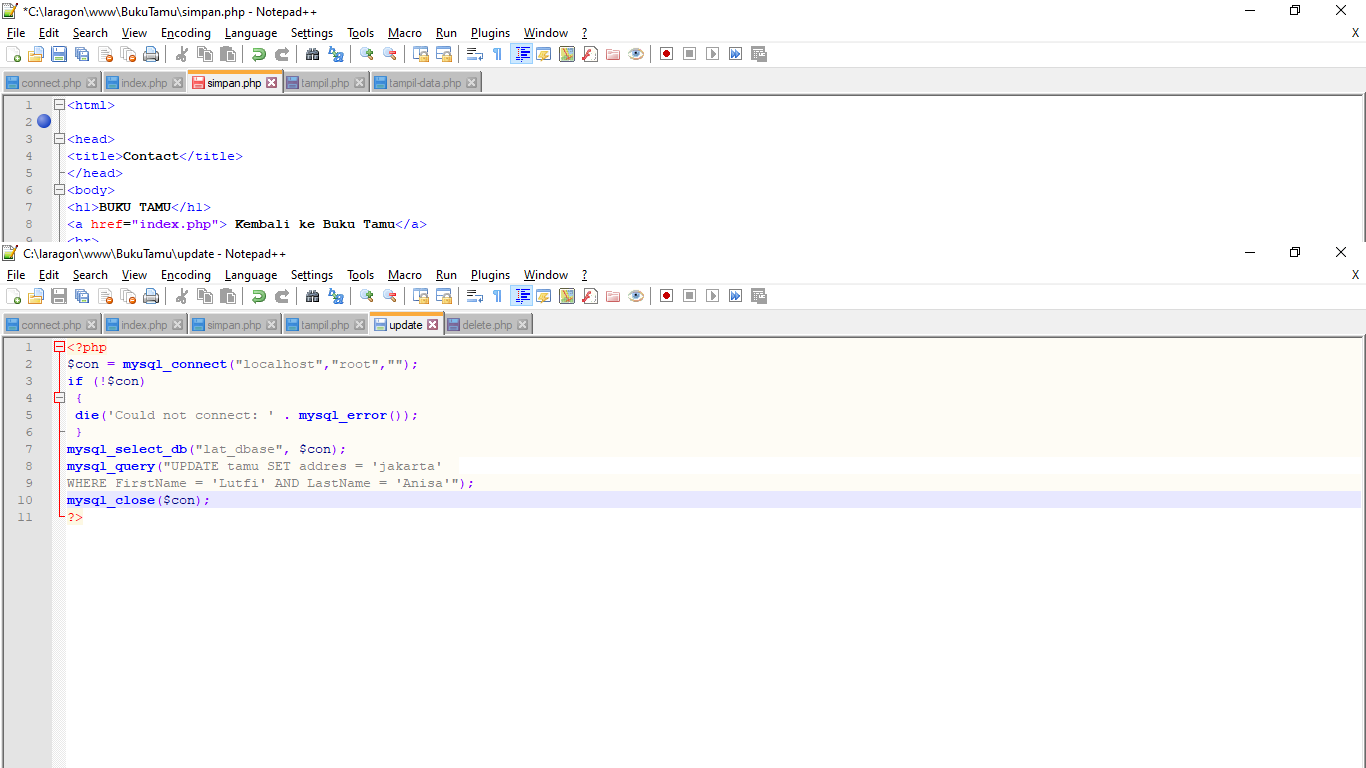 *C:\laragon\www\BukuTamu\simpan.php - Notepad++
File Edit Search View Encoding Language Settings Tools Macro Run Plugins Window ? X
connect.php index.php simpan.php tampil.php tampil-data.php
1 <html>
2
3 <head>
4 <title>Contact</title>
5 </head>
6 <body>
7 <h1>BUKU TAMU</h1>
8 <a href="index.php"> Kembali ke Buku Tamu</a>
9 <br>
C:\laragon\www\BukuTamu\update - Notepad++
File Edit Search View Encoding Language Settings Tools Macro Run Plugins Window ? X
connect.php index.php simpan.php tampil.php update delete.php
1 <?php
2 $con = mysql_connect("localhost","root","");
3 if (!$con)
4 {
5 die('Could not connect: ' . mysql_error());
6 }
7 mysql_select_db("lat_dbase", $con);
8 mysql_query("UPDATE tamu SET addres = 'jakarta'
9 WHERE FirstName = 'Lutfi' AND LastName = 'Anisa'");
10 mysql_close($con);
11 ?>